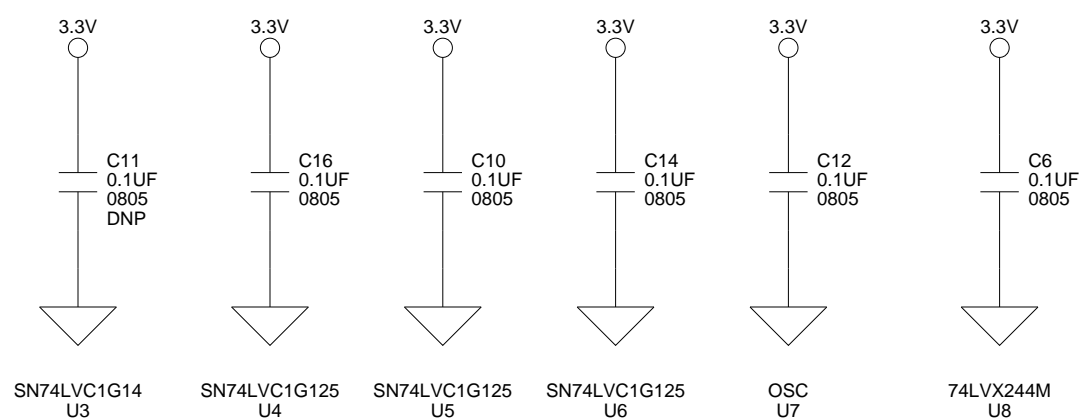 3.3V
3.3V
3.3V
3.3V
3.3V
3.3V
C11
0.1UF
0805
DNP
C16
0.1UF
0805
C10
0.1UF
0805
C14
0.1UF
0805
C12
0.1UF
0805
C6
0.1UF
0805
SN74LVC1G14
U3
SN74LVC1G125
U4
SN74LVC1G125
U5
SN74LVC1G125
U6
OSC
U7
74LVX244M
U8